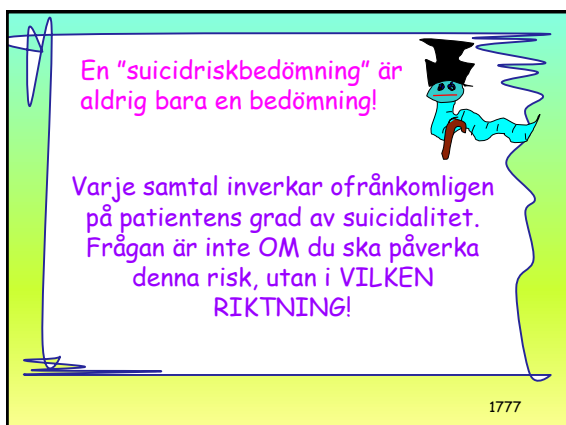 En ”suicidriskbedömning” är
aldrig bara en bedömning!
Varje samtal inverkar ofrånkomligen
på patientens grad av suicidalitet.
Frågan är inte OM du ska påverka
denna risk, utan i VILKEN
RIKTNING!
1777